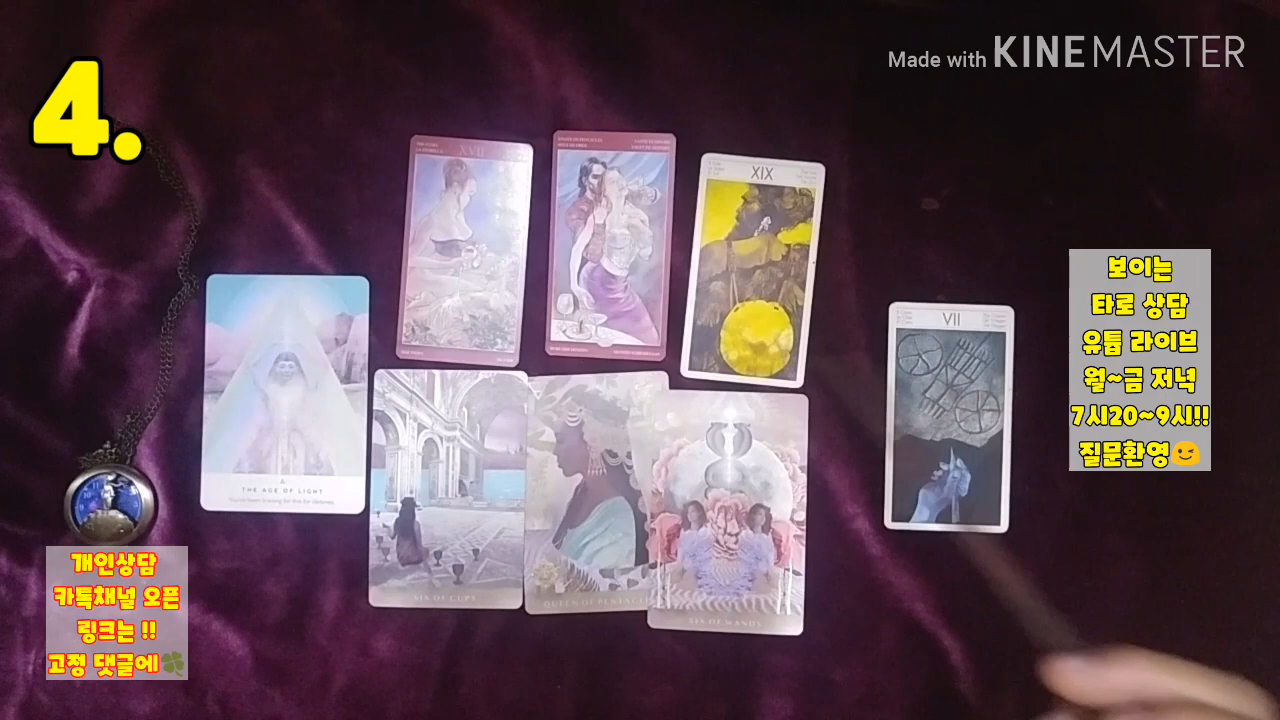 4.
Made with KINEMASTER
XVII
XIX
VII
THE AGE OF LIGHT
SIX OF CUPS
QUEEN OF PENTACL
SIX OF WANDS
보이는
타로 상담
유튭 라이브
월~금 저녁
7시20~9시!!
질문환영😉
개인상담
카톡채널 오픈
링크는 !!
고정 댓글에🍀